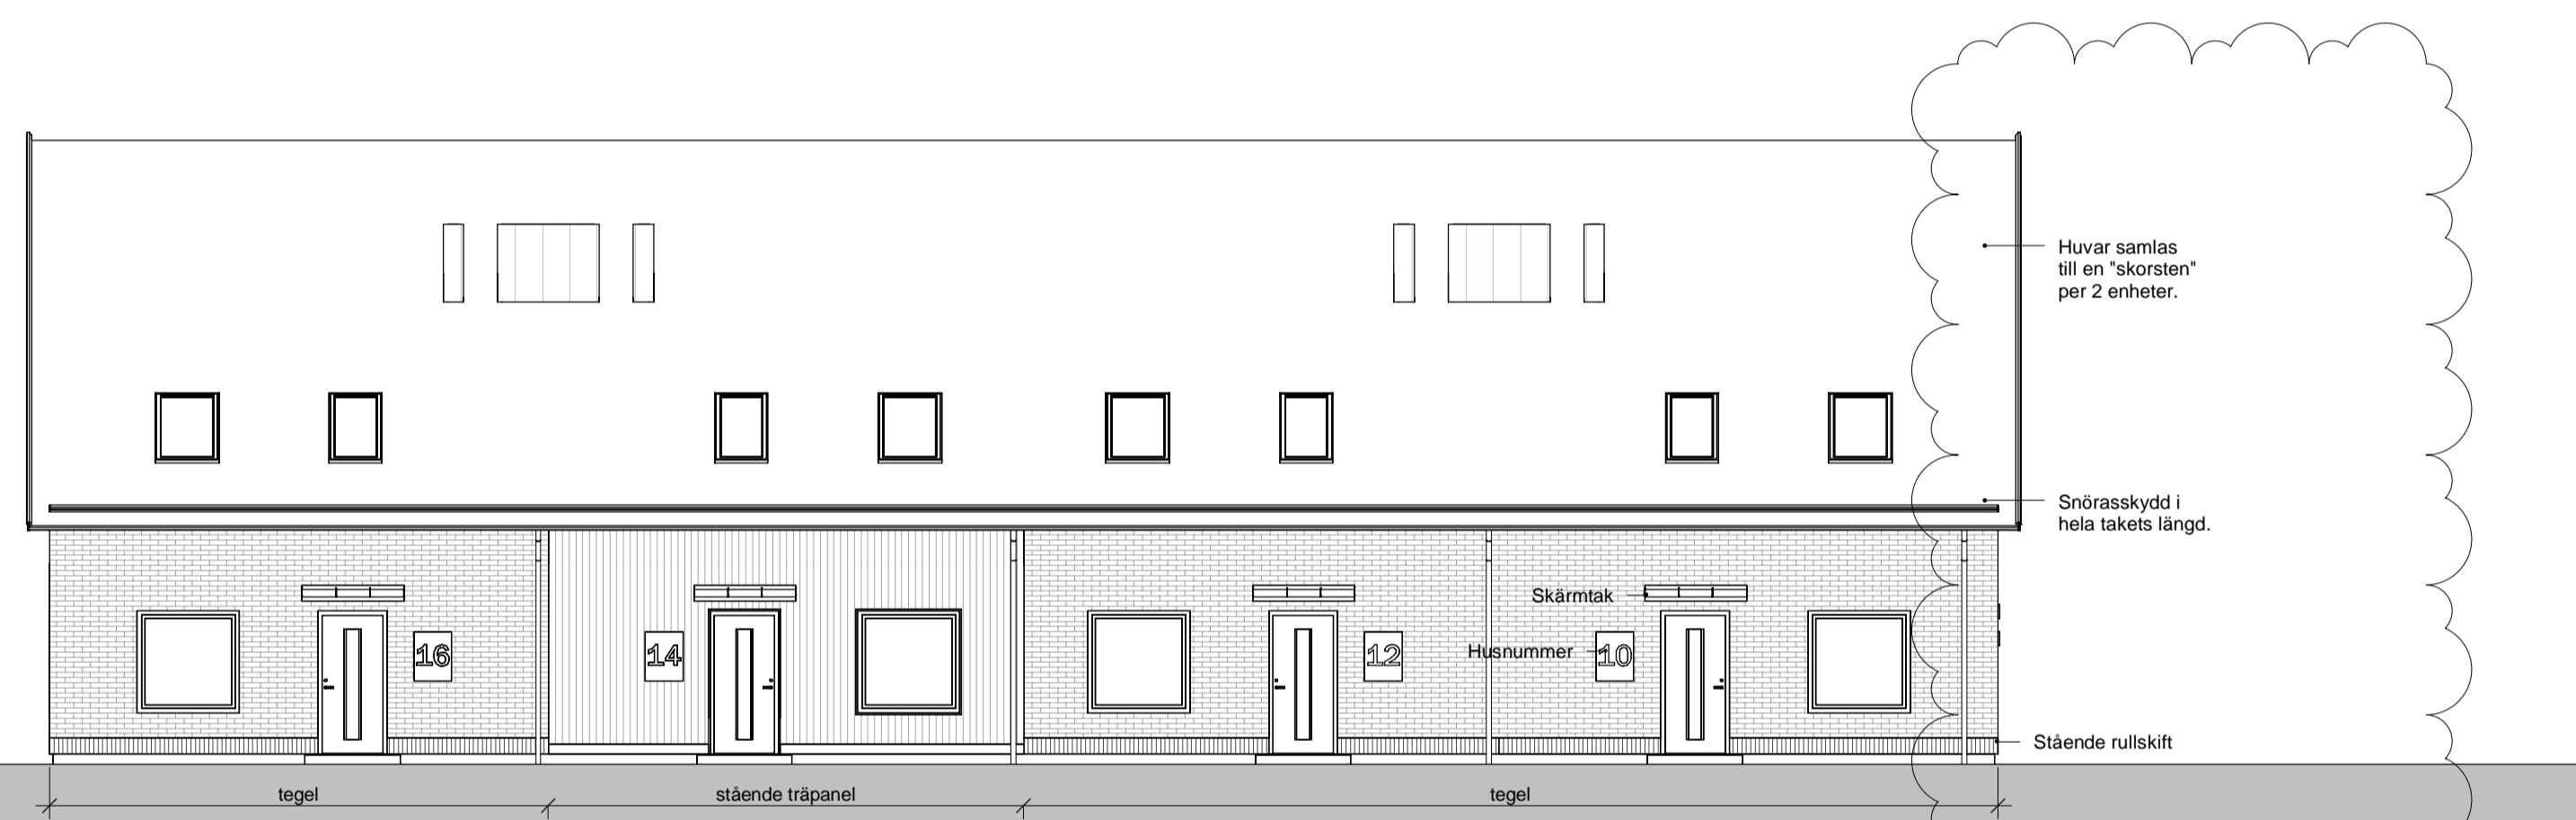 Huvar samlas
till en "skorsten"
per 2 enheter.
Snörasskydd i
hela takets längd.
Skärmtak
16
14
12
Husnummer
10
Stående rullskift
tegel
stående träpanel
tegel